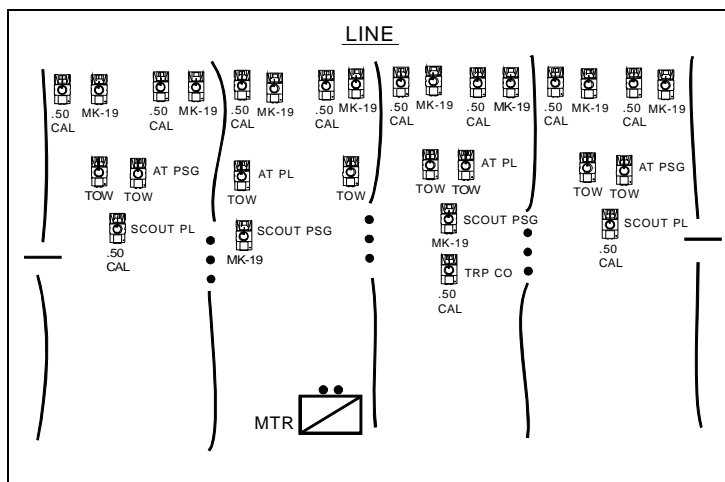 LINE
.50 CAL MK-19 .50 CAL MK-19 .50 CAL MK-19 .50 CAL MK-19 .50 CAL MK-19 .50 CAL MK-19 .50 CAL MK-19 .50 CAL MK-19
TOW TOW AT PSG TOW AT PL TOW TOW TOW AT PL TOW TOW AT PSG
.50 CAL SCOUT PL MK-19 SCOUT PSG MK-19 SCOUT PSG .50 CAL SCOUT PL
.50 CAL TRP CO
MTR